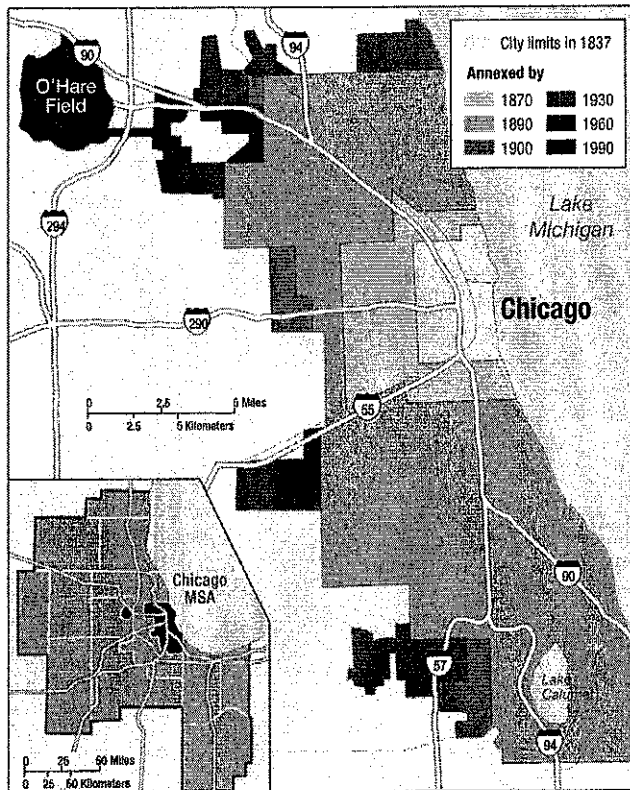 90
94
O'Hare
Field
City limits in 1837
Annexed by
1870 1930
1890 1960
1900 1990
294
Lake
Michigan
290
Chicago
55
0 2.5 5 Miles
0 2.5 5 Kilometers
Chicago
MSA
90
57
Lake
Calumet
94
0 25 50 Miles
0 25 50 Kilometers